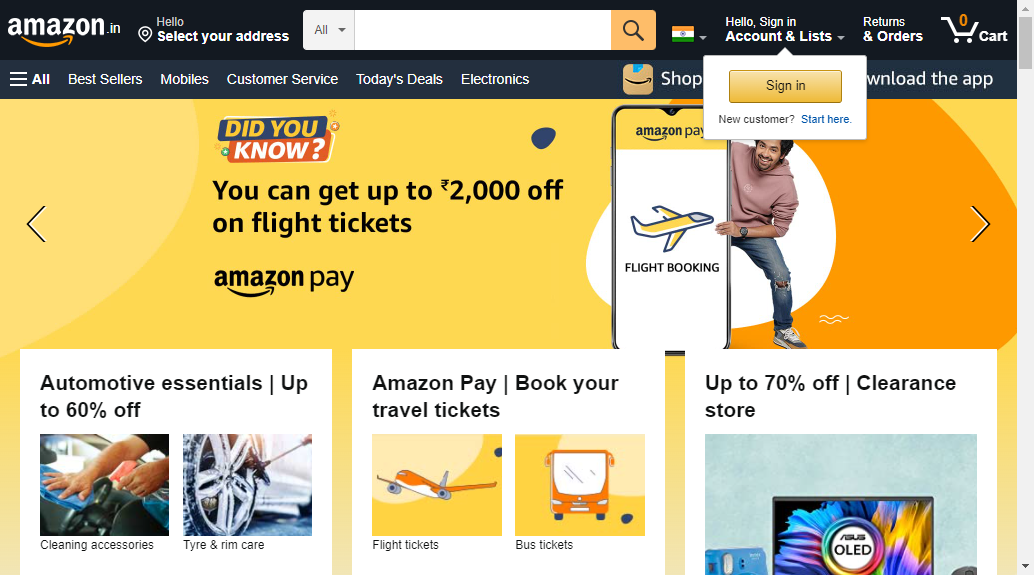 amazon.in
Hello
Select your address
All
Hello, Sign in
Account & Lists
Returns
& Orders
0
Cart
All
Best Sellers
Mobiles
Customer Service
Today's Deals
Electronics
Shop
wnload the app
Sign in
New customer? Start here.
DID YOU
KNOW?
You can get up to ₹2,000 off
on flight tickets
amazon pay
amazon pay
FLIGHT BOOKING
Automotive essentials | Up
to 60% off
Cleaning accessories
Tyre & rim care
Amazon Pay | Book your
travel tickets
Flight tickets
Bus tickets
Up to 70% off | Clearance
store
ASUS
OLED